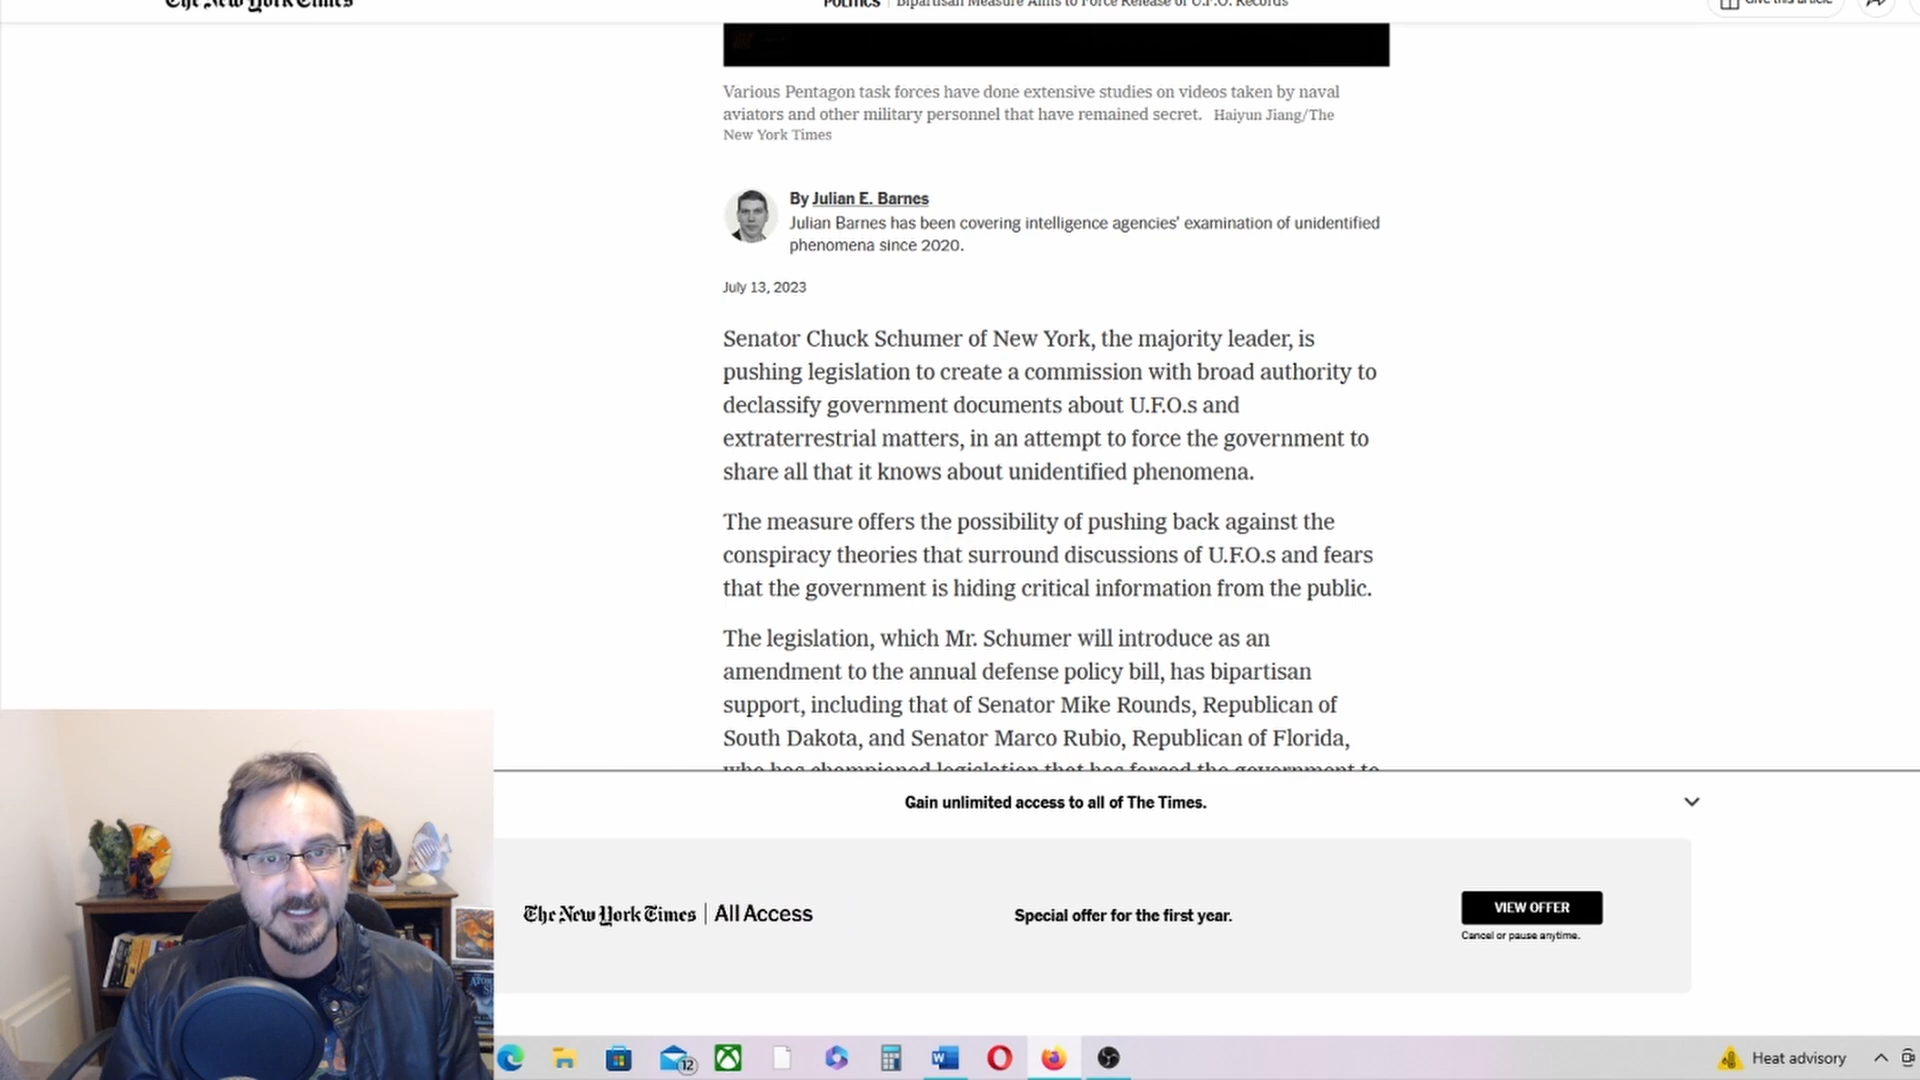 The New York Times
POLITICS | Bipartisan Measure Aims to Force Release of U.F.O. Records
Give this article
Various Pentagon task forces have done extensive studies on videos taken by naval
aviators and other military personnel that have remained secret. Haiyun Jiang/The
New York Times
By Julian E. Barnes
Julian Barnes has been covering intelligence agencies' examination of unidentified
phenomena since 2020.
July 13, 2023
Senator Chuck Schumer of New York, the majority leader, is
pushing legislation to create a commission with broad authority to
declassify government documents about U.F.O.s and
extraterrestrial matters, in an attempt to force the government to
share all that it knows about unidentified phenomena.
The measure offers the possibility of pushing back against the
conspiracy theories that surround discussions of U.F.O.s and fears
that the government is hiding critical information from the public.
The legislation, which Mr. Schumer will introduce as an
amendment to the annual defense policy bill, has bipartisan
support, including that of Senator Mike Rounds, Republican of
South Dakota, and Senator Marco Rubio, Republican of Florida,
who has championed legislation that has forced the government to
Gain unlimited access to all of The Times.
The New York Times | All Access
Special offer for the first year.
VIEW OFFER
Cancel or pause anytime.
12
Heat advisory